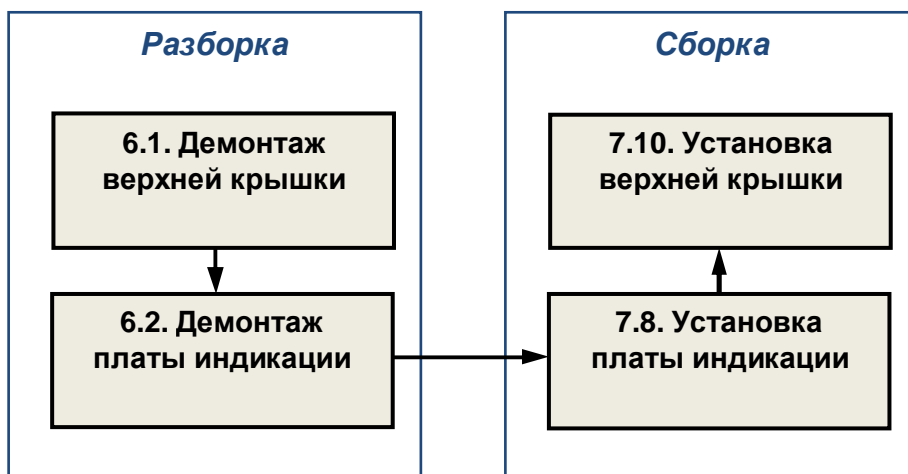 Разборка
6.1. Демонтаж
верхней крышки
6.2. Демонтаж
платы индикации
Сборка
7.10. Установка
верхней крышки
7.8. Установка
платы индикации